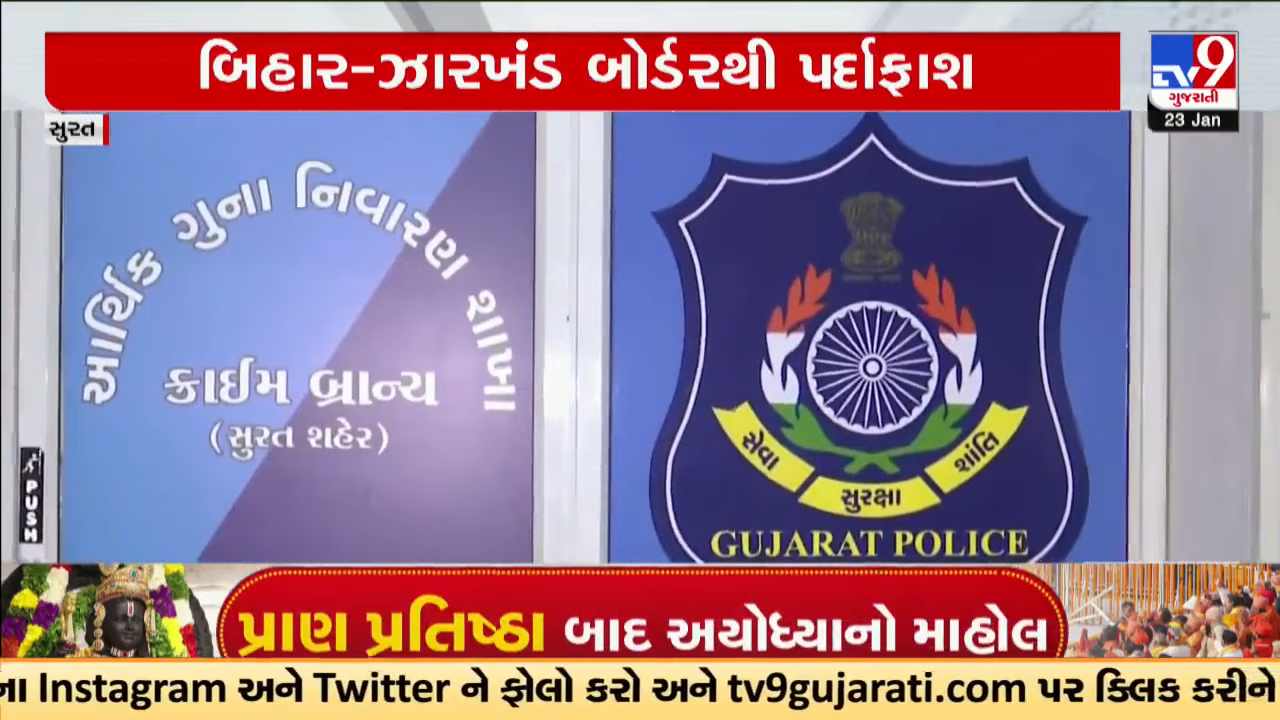 બિહાર-ઝારખંડ બોર્ડરથી પર્દાફાશ
tv9
ગુજરાતી
23 Jan
સુરત
આર્થિક ગુના નિવારણ શાખા
ક્રાઈમ બ્રાન્ચ
(સુરત શહેર)
PUSH
સેવા
સુરક્ષા
શાંતિ
GUJARAT POLICE
પ્રાણ પ્રતિષ્ઠા બાદ અયોધ્યાનો માહોલ
ના Instagram અને Twitter ને ફોલો કરો અને tv9gujarati.com પર ક્લિક કરીને